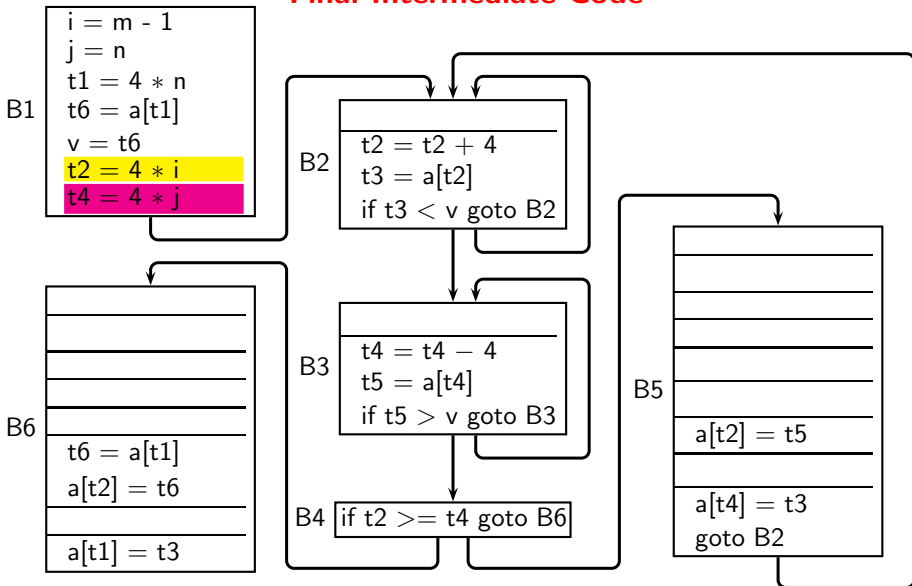 Final Intermediate Code
B1
i = m - 1
j = n
t1 = 4 ∗ n
t6 = a[t1]
v = t6
t2 = 4 ∗ i
t4 = 4 ∗ j
B2
t2 = t2 + 4
t3 = a[t2]
if t3 < v goto B2
B3
t4 = t4 − 4
t5 = a[t4]
if t5 > v goto B3
B4
if t2 >= t4 goto B6
B5
a[t2] = t5
a[t4] = t3
goto B2
B6
t6 = a[t1]
a[t2] = t6
a[t1] = t3